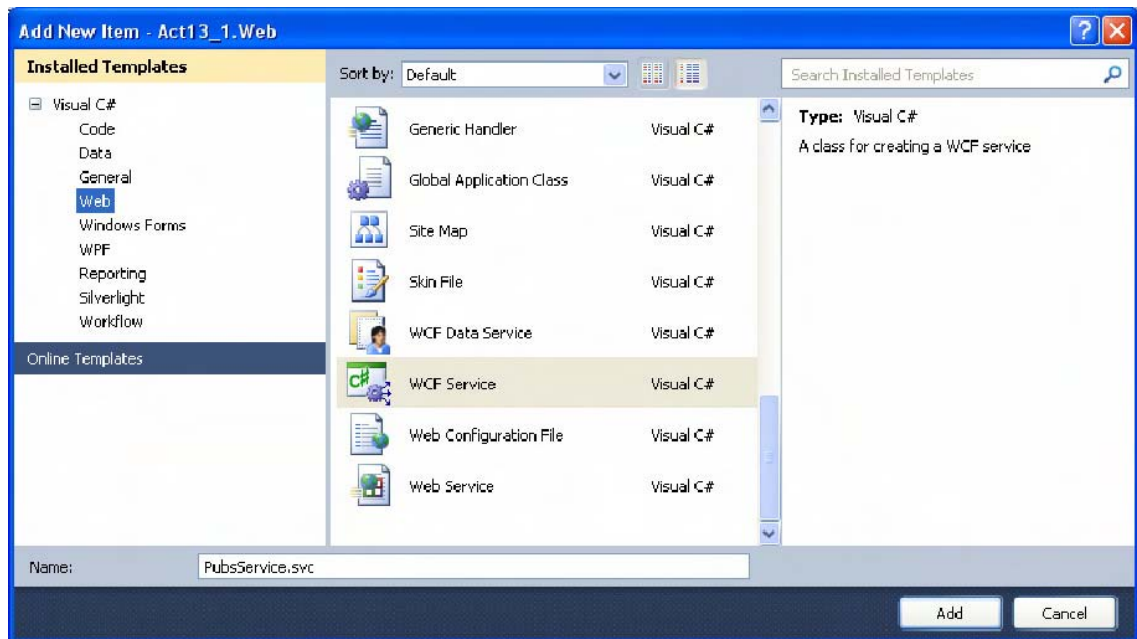 Add New Item - Act13_1.Web
Installed Templates
Visual C#
Code
Data
General
Web
Windows Forms
WPF
Reporting
Silverlight
Workflow
Online Templates
Sort by: Default
Search Installed Templates
Generic Handler Visual C#
Global Application Class Visual C#
Site Map Visual C#
Skin File Visual C#
WCF Data Service Visual C#
WCF Service Visual C#
Web Configuration File Visual C#
Web Service Visual C#
Type: Visual C#
A class for creating a WCF service
Name: PubsService.svc
Add Cancel